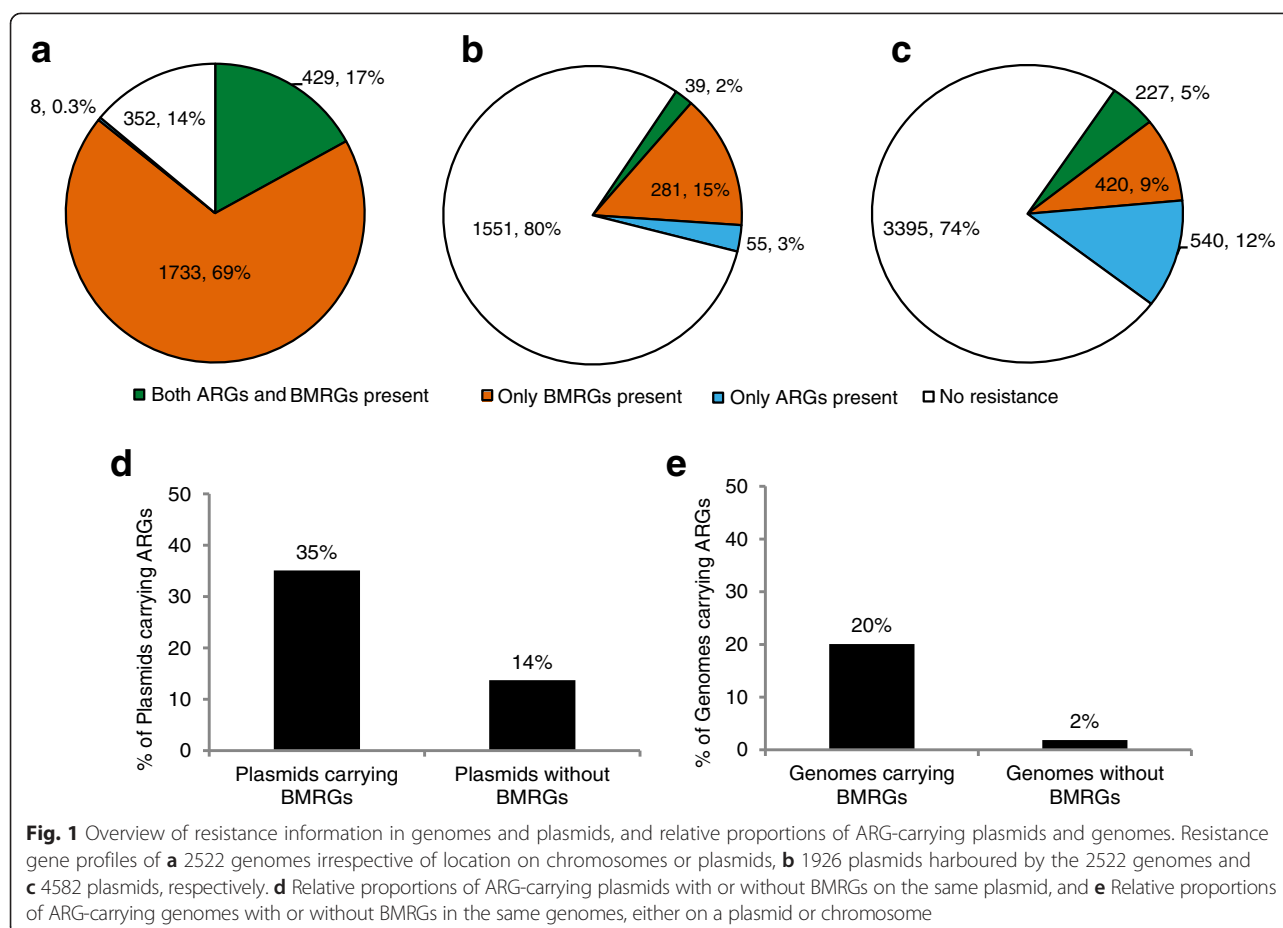 a
b
c
429, 17%
8, 0.3%
352, 14%
1733, 69%
39, 2%
281, 15%
1551, 80%
55, 3%
227, 5%
420, 9%
3395, 74%
540, 12%
Both ARGs and BMRGs present
Only BMRGs present
Only ARGs present
No resistance
d
% of Plasmids carrying ARGs
50
40
30
20
10
0
35%
14%
Plasmids carrying
BMRGs
Plasmids without
BMRGs
e
% of Genomes carrying ARGs
50
40
30
20
10
0
20%
2%
Genomes carrying
BMRGs
Genomes without
BMRGs
Fig. 1 Overview of resistance information in genomes and plasmids, and relative proportions of ARG-carrying plasmids and genomes. Resistance
gene profiles of a 2522 genomes irrespective of location on chromosomes or plasmids, b 1926 plasmids harboured by the 2522 genomes and
c 4582 plasmids, respectively. d Relative proportions of ARG-carrying plasmids with or without BMRGs on the same plasmid, and e Relative proportions
of ARG-carrying genomes with or without BMRGs in the same genomes, either on a plasmid or chromosome